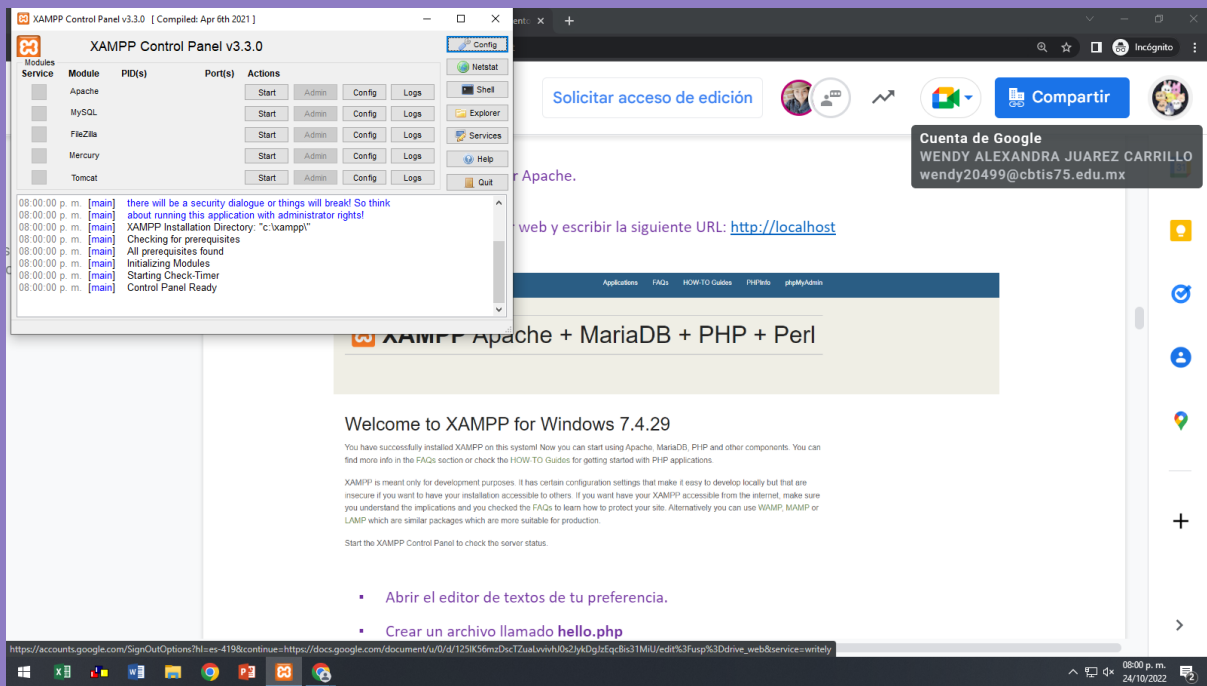 XAMPP Control Panel v3.3.0 [ Compiled: Apr 6th 2021 ]
XAMPP Control Panel v3.3.0
Modules
Service Module PID(s) Port(s) Actions
Apache Start Admin Config Logs
MySQL Start Admin Config Logs
FileZilla Start Admin Config Logs
Mercury Start Admin Config Logs
Tomcat Start Admin Config Logs
Config
Netstat
Shell
Explorer
Services
Help
Quit
08:00:00 p. m. [main] there will be a security dialogue or things will break! So think
08:00:00 p. m. [main] about running this application with administrator rights!
08:00:00 p. m. [main] XAMPP Installation Directory: "c:\xampp\"
08:00:00 p. m. [main] Checking for prerequisites
08:00:00 p. m. [main] All prerequisites found
08:00:00 p. m. [main] Initializing Modules
08:00:00 p. m. [main] Starting Check-Timer
08:00:00 p. m. [main] Control Panel Ready
Incógnito
Solicitar acceso de edición
Compartir
Cuenta de Google
WENDY ALEXANDRA JUAREZ CARRILLO
wendy20499@cbtis75.edu.mx
r Apache.
web y escribir la siguiente URL: http://localhost
Applications FAQs HOW-TO Guides PHPInfo phpMyAdmin
XAMPP Apache + MariaDB + PHP + Perl
Welcome to XAMPP for Windows 7.4.29
You have successfully installed XAMPP on this system! Now you can start using Apache, MariaDB, PHP and other components. You can
find more info in the FAQs section or check the HOW-TO Guides for getting started with PHP applications.
XAMPP is meant only for development purposes. It has certain configuration settings that make it easy to develop locally but that are
insecure if you want to have your installation accessible to others. If you want have your XAMPP accessible from the internet, make sure
you understand the implications and you checked the FAQs to learn how to protect your site. Alternatively you can use WAMP, MAMP or
LAMP which are similar packages which are more suitable for production.
Start the XAMPP Control Panel to check the server status.
▪ Abrir el editor de textos de tu preferencia.
▪ Crear un archivo llamado hello.php
https://accounts.google.com/SignOutOptions?hl=es-419&continue=https://docs.google.com/document/u/0/d/125IK56mzDscTZuaLvvivhJ0s2JykDgJzEqcBis31MiU/edit%3Fusp%3Ddrive_web&service=writely
08:00 p. m.
24/10/2022
2